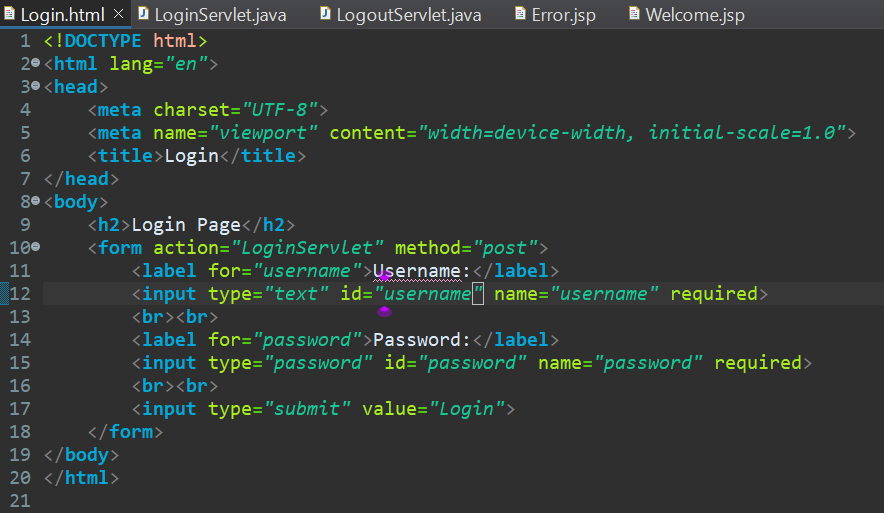 Login.html LoginServlet.java LogoutServlet.java Error.jsp Welcome.jsp
1 <!DOCTYPE html>
2 <html lang="en">
3 <head>
4     <meta charset="UTF-8">
5     <meta name="viewport" content="width=device-width, initial-scale=1.0">
6     <title>Login</title>
7 </head>
8 <body>
9     <h2>Login Page</h2>
10     <form action="LoginServlet" method="post">
11         <label for="username">Username:</label>
12         <input type="text" id="username" name="username" required>
13         <br><br>
14         <label for="password">Password:</label>
15         <input type="password" id="password" name="password" required>
16         <br><br>
17         <input type="submit" value="Login">
18     </form>
19 </body>
20 </html>
21